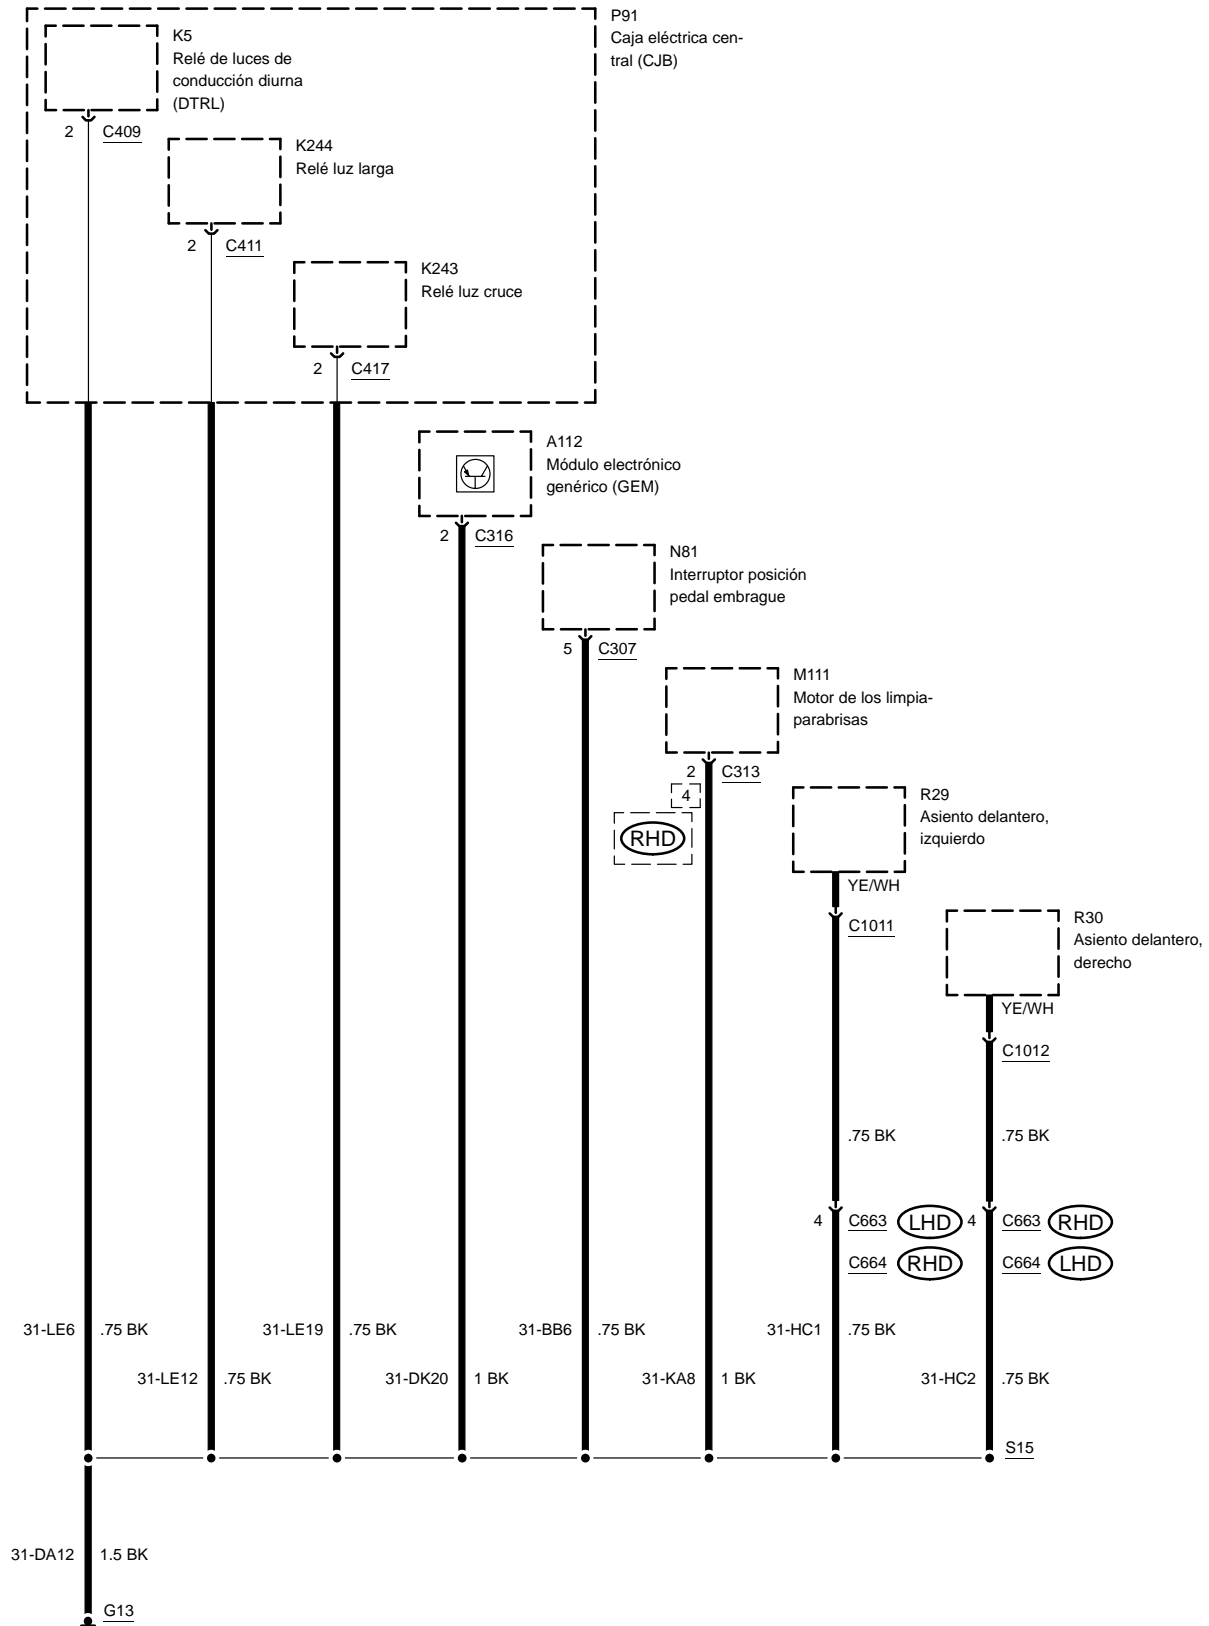 P91
Caja eléctrica cen-
tral (CJB)
K5
Relé de luces de
conducción diurna
(DTRL)
2 C409
K244
Relé luz larga
2 C411
K243
Relé luz cruce
2 C417
A112
Módulo electrónico
genérico (GEM)
2 C316
N81
Interruptor posición
pedal embrague
5 C307
M111
Motor de los limpia-
parabrisas
2 C313
4
RHD
R29
Asiento delantero,
izquierdo
YE/WH
C1011
R30
Asiento delantero,
derecho
YE/WH
C1012
.75 BK .75 BK
4 C663 LHD 4 C663 RHD
C664 RHD C664 LHD
31-LE6 .75 BK 31-LE19 .75 BK 31-BB6 .75 BK 31-HC1 .75 BK
31-LE12 .75 BK 31-DK20 1 BK 31-KA8 1 BK 31-HC2 .75 BK
S15
31-DA12 1.5 BK
G13